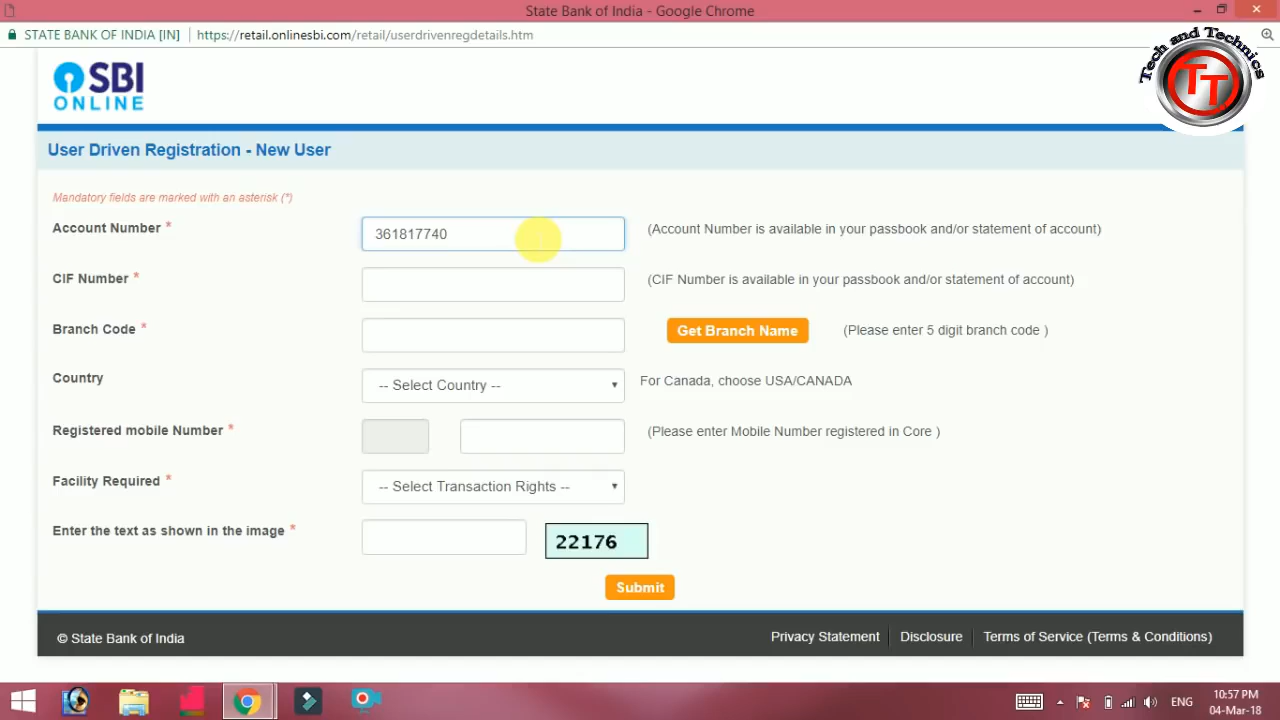 State Bank of India - Google Chrome
STATE BANK OF INDIA [IN] https://retail.onlinesbi.com/retail/userdrivenregdetails.htm
Tech and Technics
TT
SBI
ONLINE
User Driven Registration - New User
Mandatory fields are marked with an asterisk (*)
Account Number * 361817740 (Account Number is available in your passbook and/or statement of account)
CIF Number * (CIF Number is available in your passbook and/or statement of account)
Branch Code * Get Branch Name (Please enter 5 digit branch code )
Country -- Select Country -- For Canada, choose USA/CANADA
Registered mobile Number * (Please enter Mobile Number registered in Core )
Facility Required * -- Select Transaction Rights --
Enter the text as shown in the image * 22176
Submit
© State Bank of India Privacy Statement Disclosure Terms of Service (Terms & Conditions)
ENG 10:57 PM
04-Mar-18